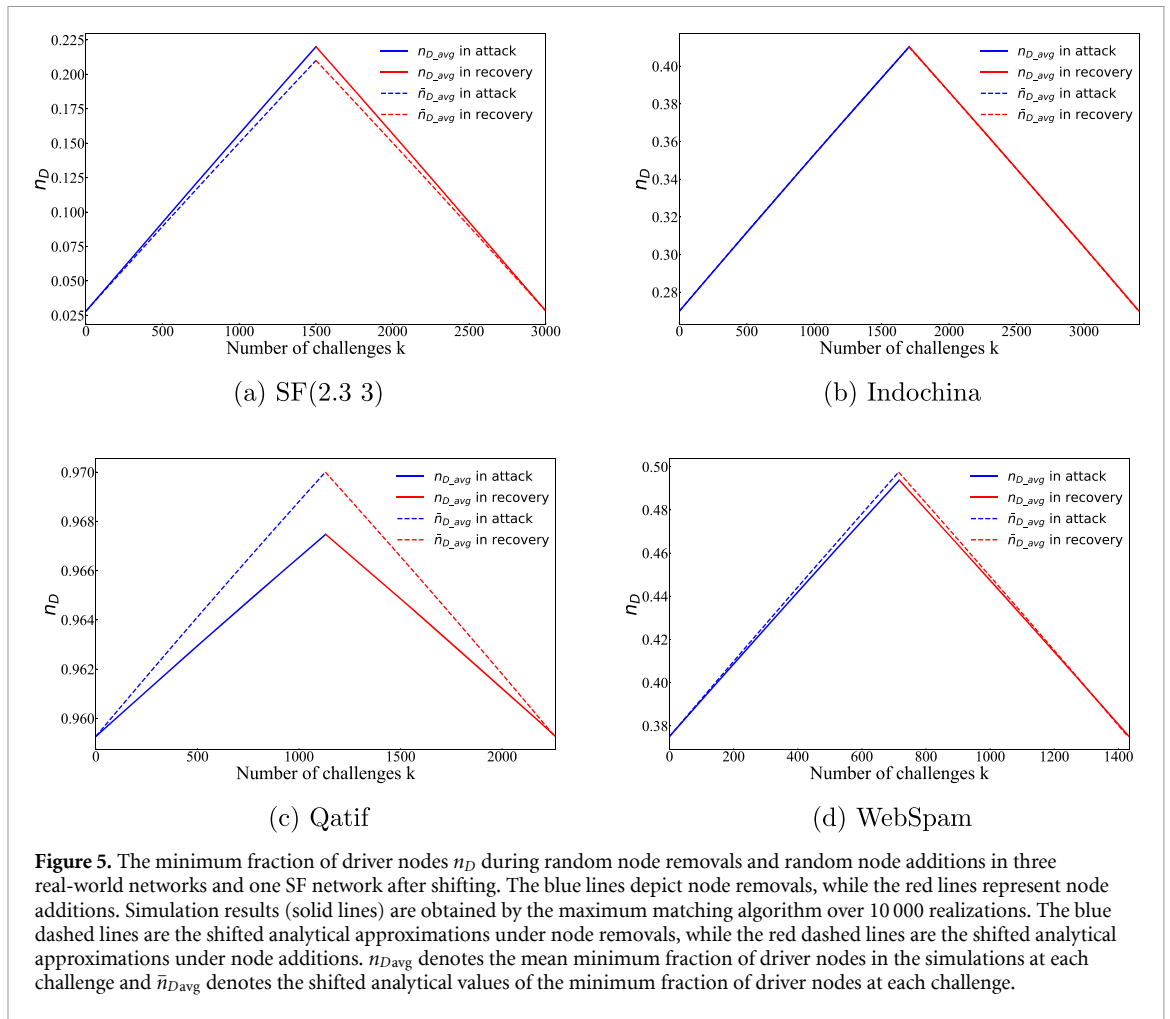 0.225
0.200
0.175
0.150
0.125
0.100
0.075
0.050
0.025
n_D
n_D_avg in attack
n_D_avg in recovery
n̄_D_avg in attack
n̄_D_avg in recovery
0 500 1000 1500 2000 2500 3000
Number of challenges k
(a) SF(2.3 3)
0.40
0.38
0.36
0.34
0.32
0.30
0.28
n_D
n_D_avg in attack
n_D_avg in recovery
n̄_D_avg in attack
n̄_D_avg in recovery
0 500 1000 1500 2000 2500 3000
Number of challenges k
(b) Indochina
0.970
0.968
0.966
0.964
0.962
0.960
n_D
n_D_avg in attack
n_D_avg in recovery
n̄_D_avg in attack
n̄_D_avg in recovery
0 500 1000 1500 2000
Number of challenges k
(c) Qatif
0.50
0.48
0.46
0.44
0.42
0.40
0.38
n_D
n_D_avg in attack
n_D_avg in recovery
n̄_D_avg in attack
n̄_D_avg in recovery
0 200 400 600 800 1000 1200 1400
Number of challenges k
(d) WebSpam
Figure 5. The minimum fraction of driver nodes n_D during random node removals and random node additions in three
real-world networks and one SF network after shifting. The blue lines depict node removals, while the red lines represent node
additions. Simulation results (solid lines) are obtained by the maximum matching algorithm over 10 000 realizations. The blue
dashed lines are the shifted analytical approximations under node removals, while the red dashed lines are the shifted analytical
approximations under node additions. n_Davg denotes the mean minimum fraction of driver nodes in the simulations at each
challenge and n̄_Davg denotes the shifted analytical values of the minimum fraction of driver nodes at each challenge.